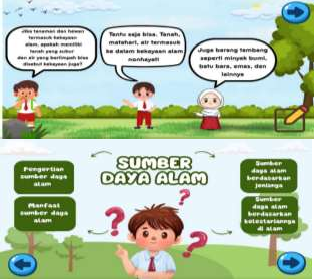 Jika tanaman dan hewan
termasuk kekayaan
alam, apakah memiliki
tanah yang subur
dan air yang berlimpah bisa
disebut kekayaan juga?
Tentu saja bisa. Tanah,
matahari, air termasuk
ke dalam kekayaan alam
nonhayati
Juga barang tambang
seperti minyak bumi,
batu bara, emas, dan
lainnya
SUMBER
DAYA ALAM
Pengertian
sumber daya
alam
Manfaat
sumber daya
alam
Sumber
daya alam
berdasarkan
jenisnya
Sumber
daya alam
berdasarkan
kelestariannya
di alam